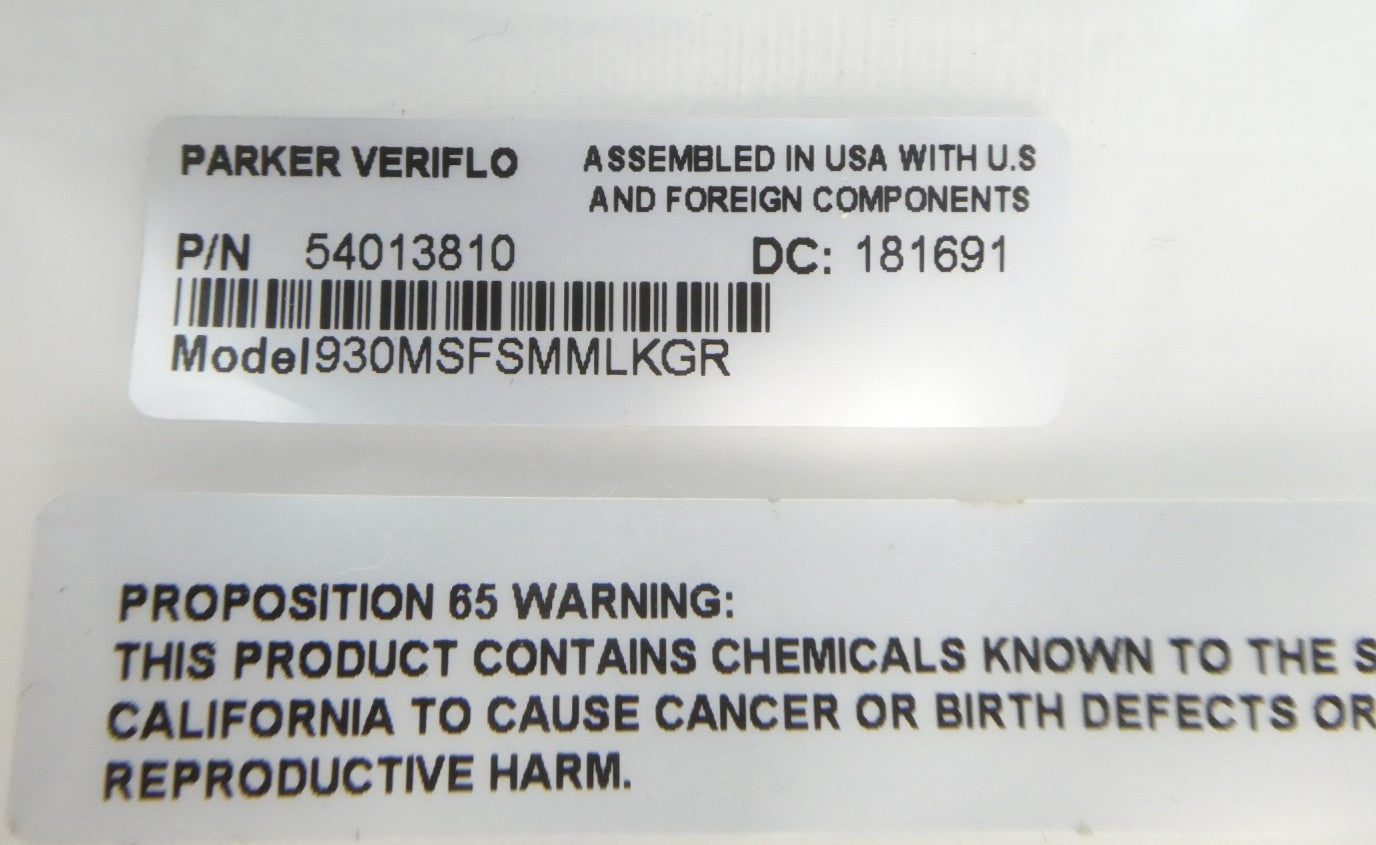 PARKER VERIFLO
ASSEMBLED IN USA WITH U.S
AND FOREIGN COMPONENTS
P/N 54013810 DC: 181691
Model930MSFSMMLKGR
PROPOSITION 65 WARNING:
THIS PRODUCT CONTAINS CHEMICALS KNOWN TO THE S
CALIFORNIA TO CAUSE CANCER OR BIRTH DEFECTS OR
REPRODUCTIVE HARM.